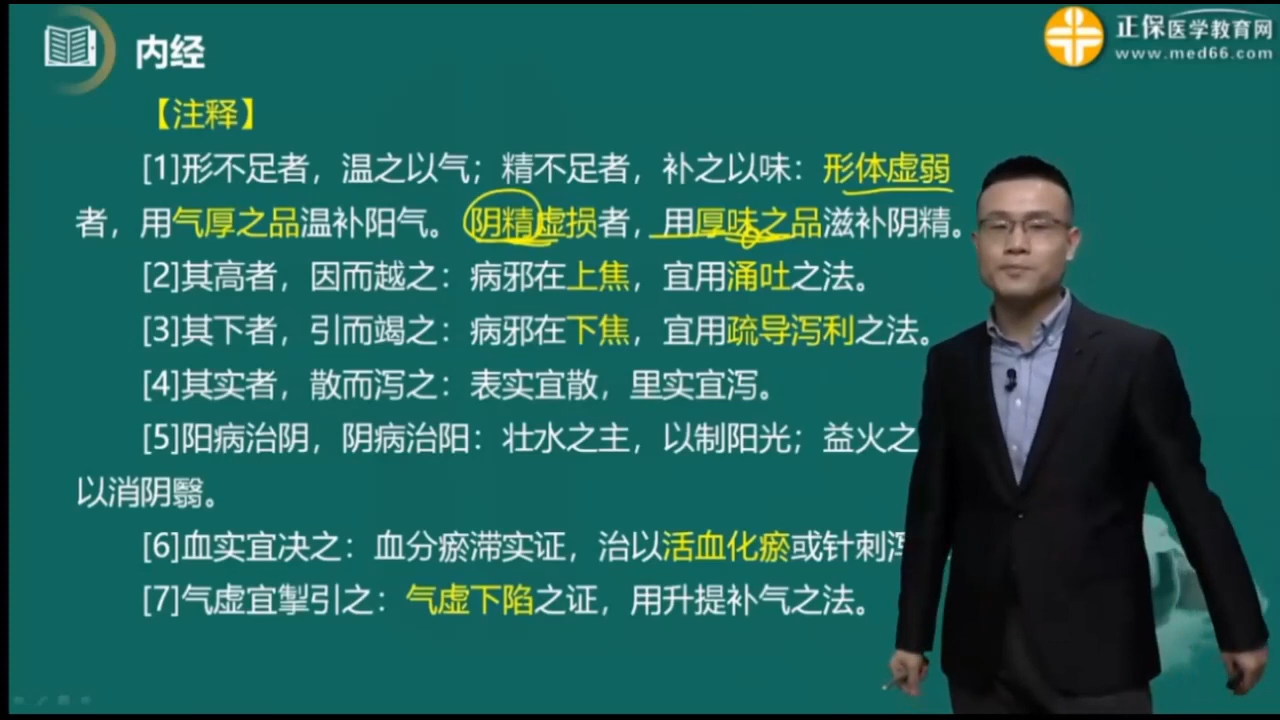 内经
正保医学教育网
www.med66.com
【注释】
[1]形不足者，温之以气；精不足者，补之以味：形体虚弱
者，用气厚之品温补阳气。阴精虚损者，用厚味之品滋补阴精。
[2]其高者，因而越之：病邪在上焦，宜用涌吐之法。
[3]其下者，引而竭之：病邪在下焦，宜用疏导泻利之法。
[4]其实者，散而泻之：表实宜散，里实宜泻。
[5]阳病治阴，阴病治阳：壮水之主，以制阳光；益火之
以消阴翳。
[6]血实宜决之：血分瘀滞实证，治以活血化瘀或针刺
[7]气虚宜掣引之：气虚下陷之证，用升提补气之法。